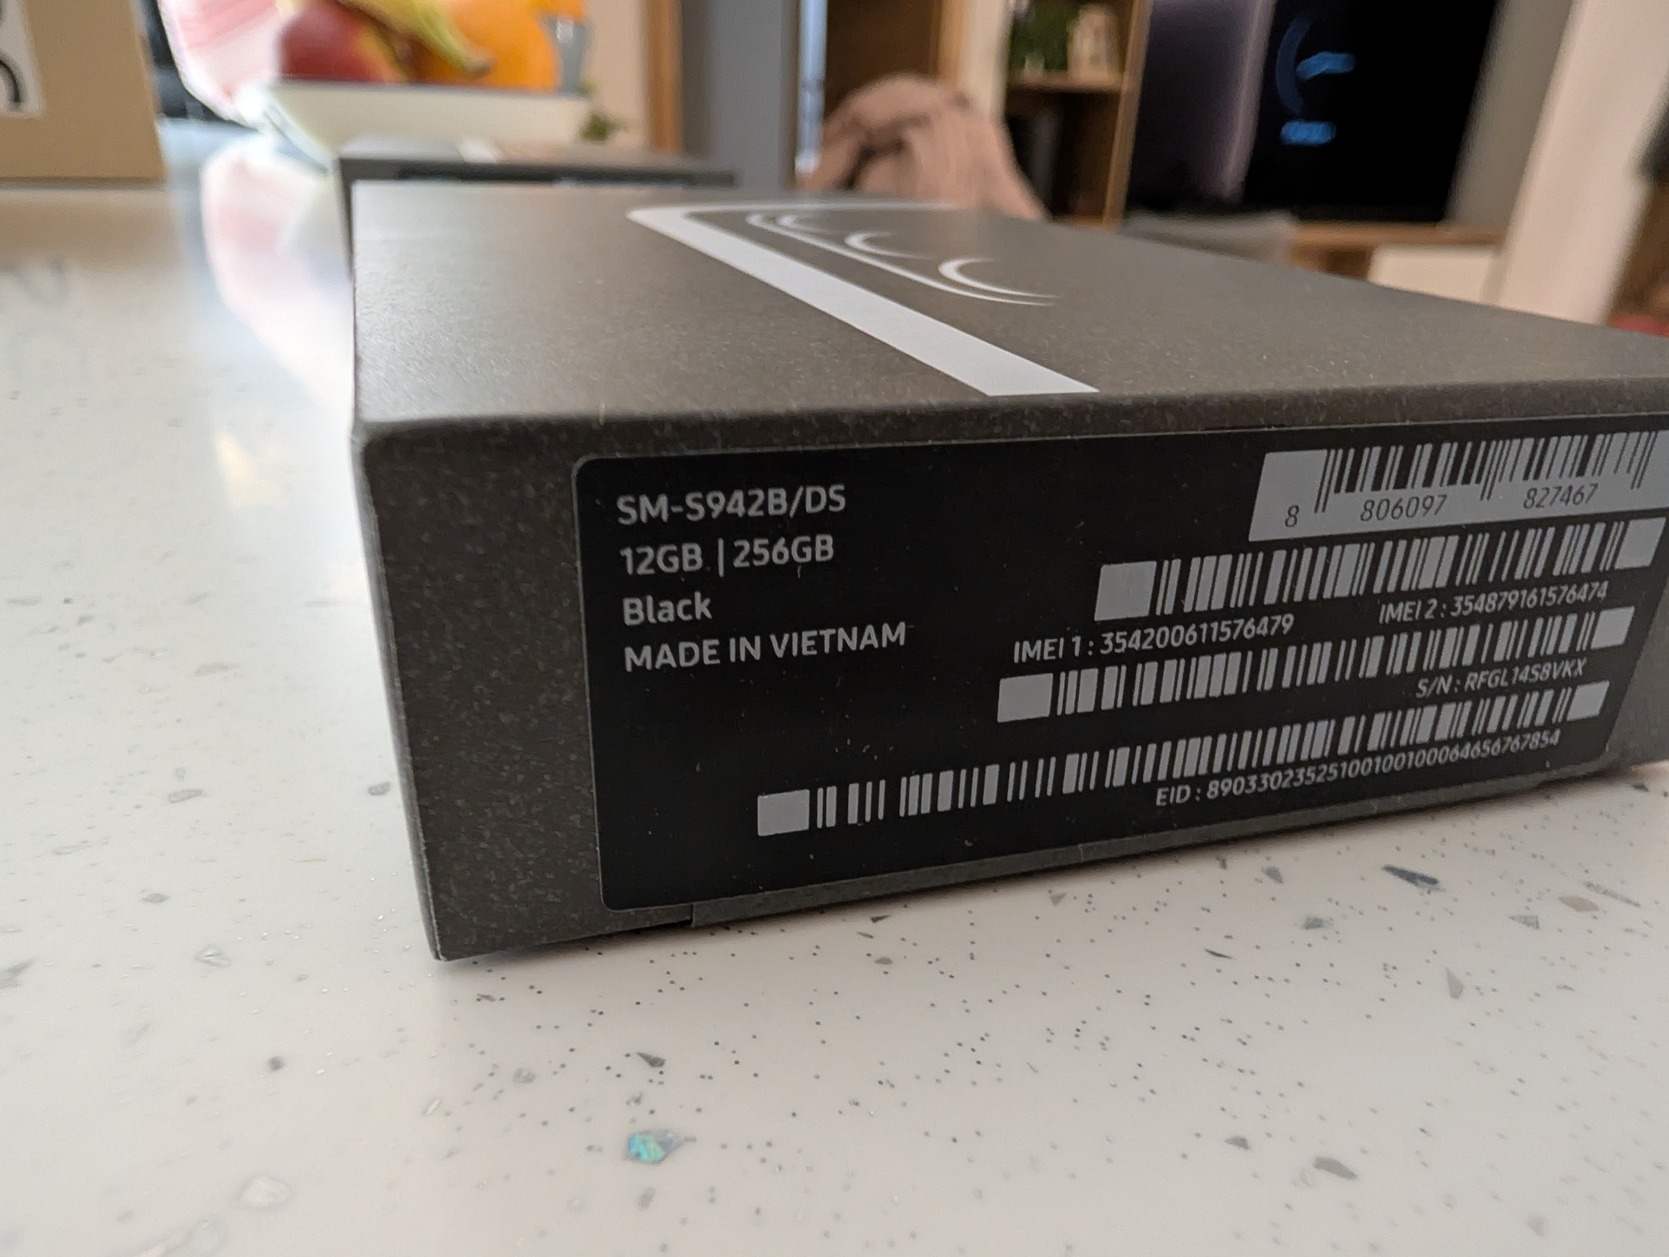 SM-S942B/DS
12GB | 256GB
Black
MADE IN VIETNAM
8 806097 827467
IMEI 1 : 354200611576479
IMEI 2 : 354879161576474
S/N : RFGL14S8VKX
EID : 89033023525100100100064656767854